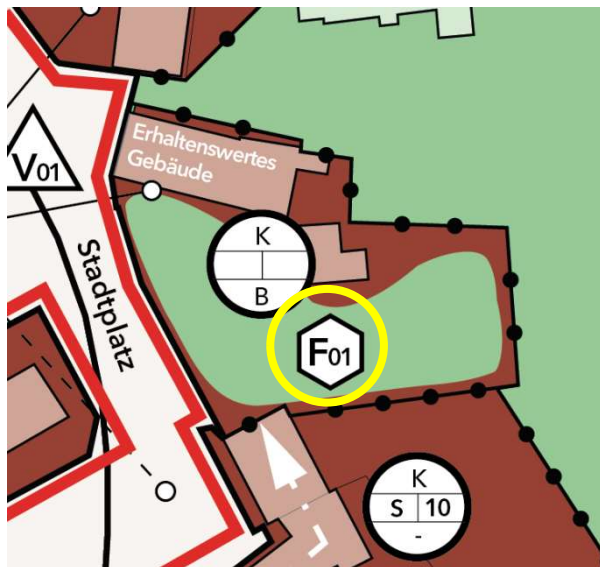 Erhaltenswertes
Gebäude
V01
K
B
Stadtplatz
F01
K
S 10
-